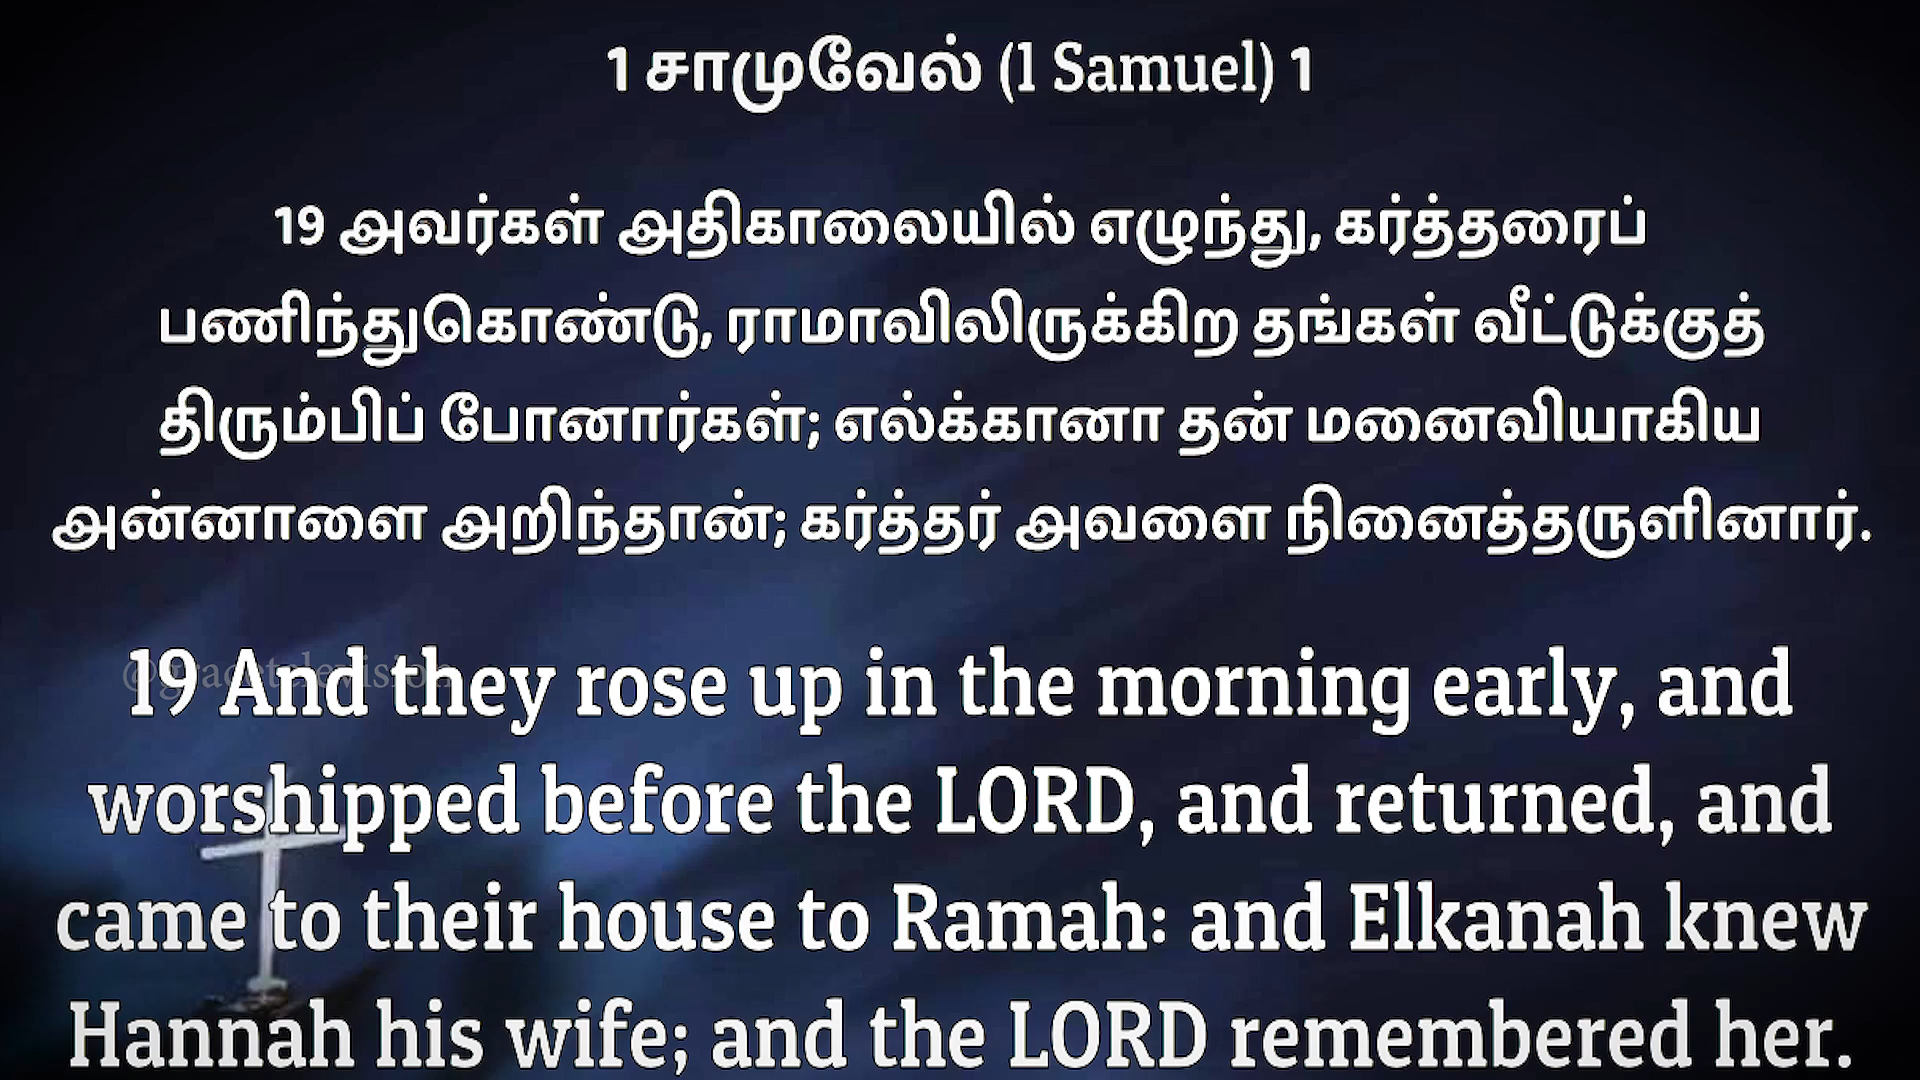 1 சாமுவேல் (1 Samuel) 1
19 அவர்கள் அதிகாலையில் எழுந்து, கர்த்தரைப்
பணிந்துகொண்டு, ராமாவிலிருக்கிற தங்கள் வீட்டுக்குத்
திரும்பிப் போனார்கள்; எல்க்கானா தன் மனைவியாகிய
அன்னாளை அறிந்தான்; கர்த்தர் அவளை நினைத்தருளினார்.
@gracetelevision
19 And they rose up in the morning early, and
worshipped before the LORD, and returned, and
came to their house to Ramah: and Elkanah knew
Hannah his wife; and the LORD remembered her.